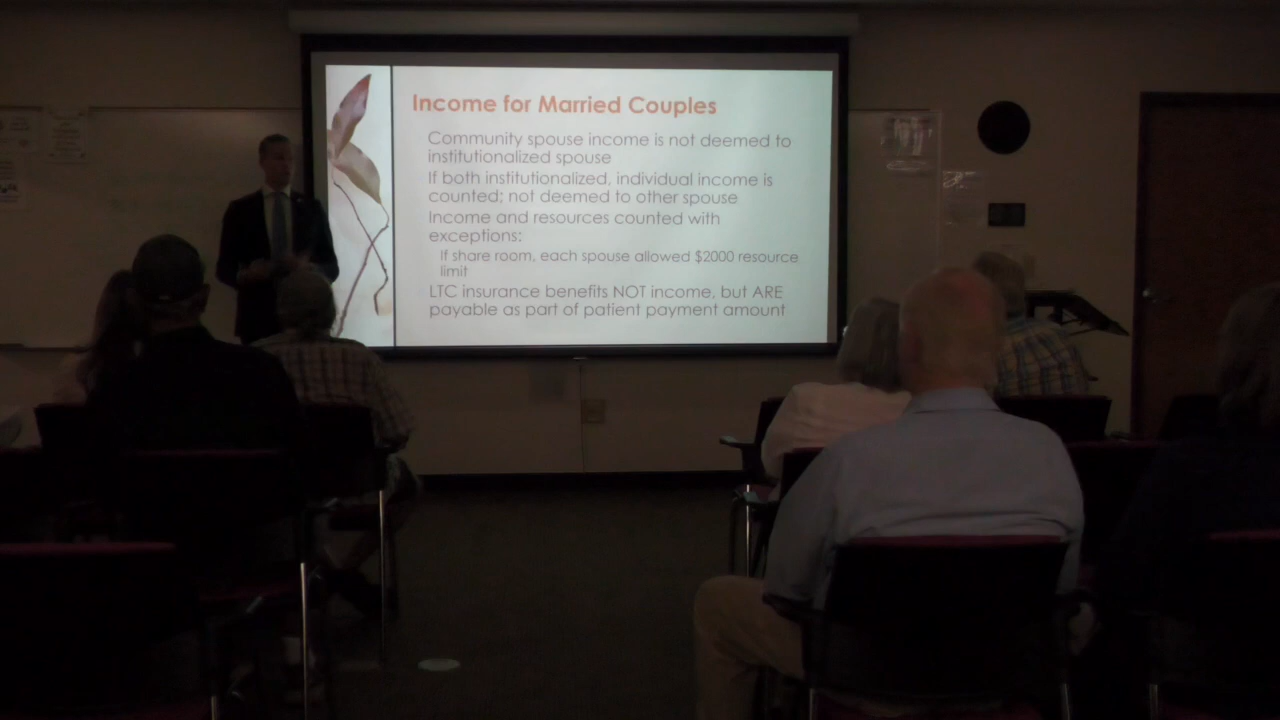 Income for Married Couples
Community spouse income is not deemed to
institutionalized spouse
If both institutionalized, individual income is
counted; not deemed to other spouse
Income and resources counted with
exceptions:
If share room, each spouse allowed $2000 resource
limit
LTC insurance benefits NOT income, but ARE
payable as part of patient payment amount